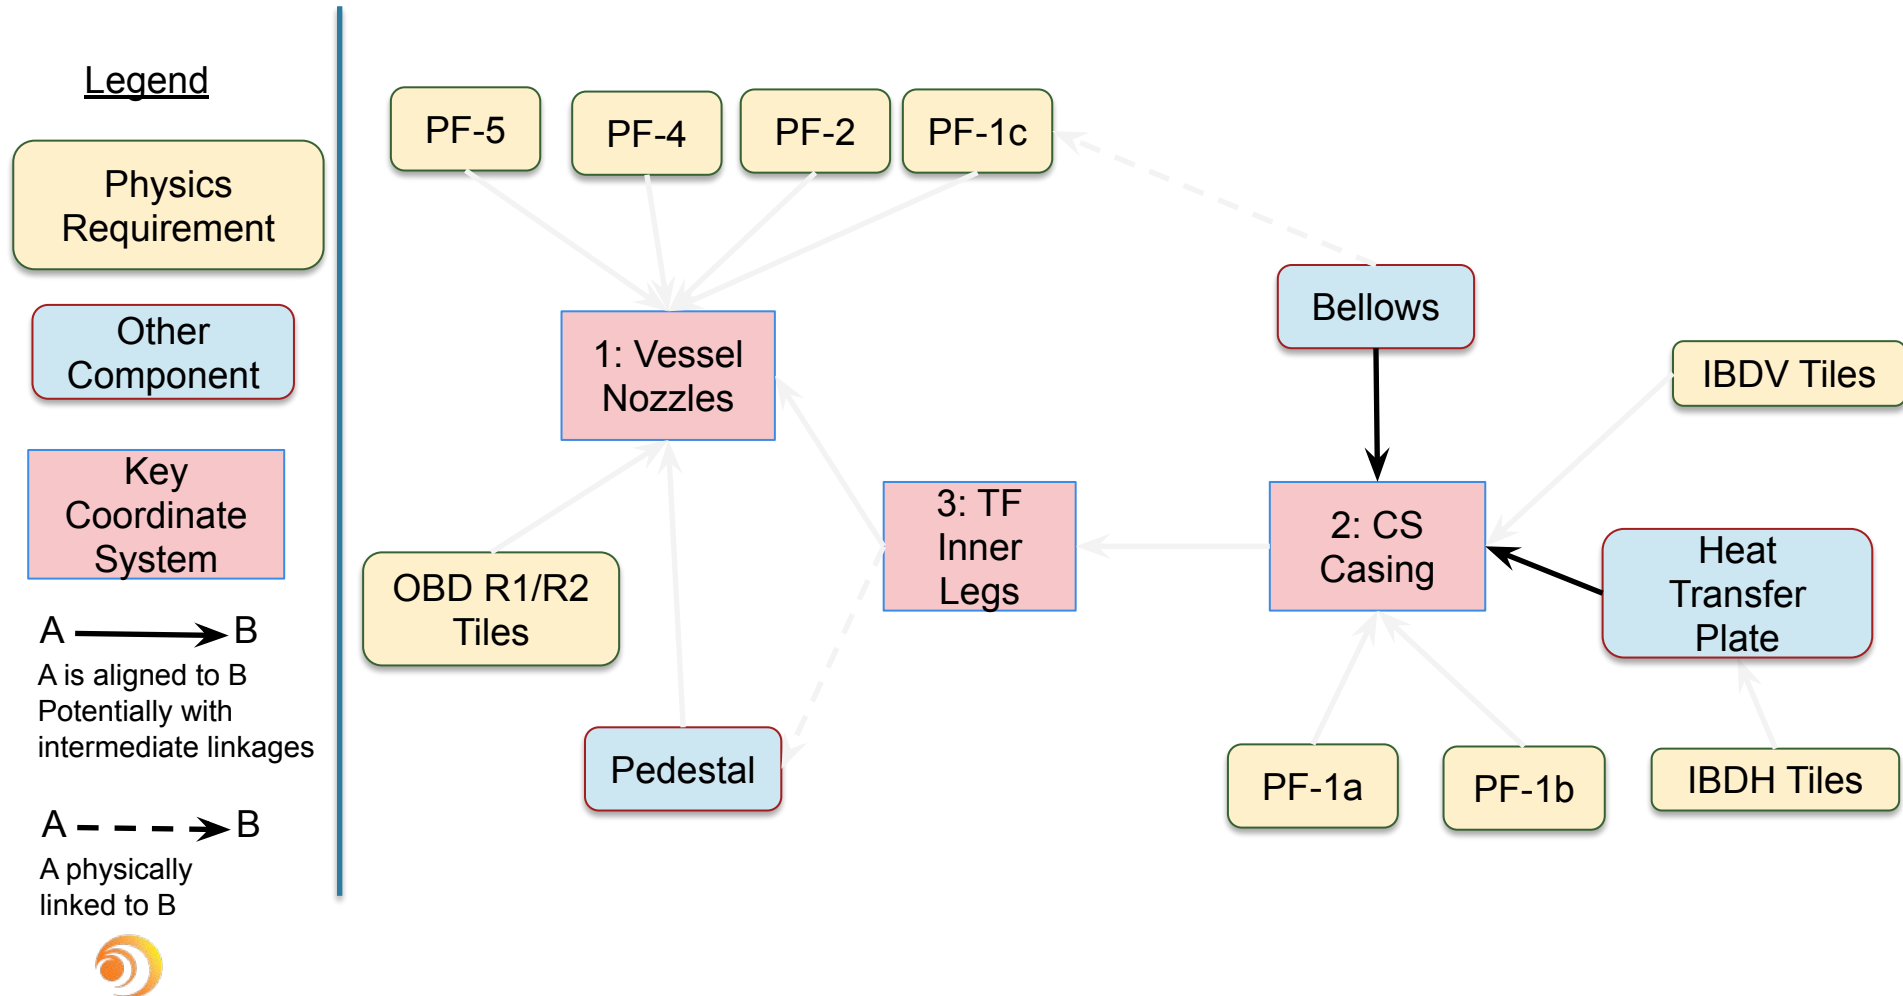 Legend
Physics
Requirement
Other
Component
Key
Coordinate
System
A B
A is aligned to B
Potentially with
intermediate linkages
A B
A physically
linked to B
PF-5
PF-4
PF-2
PF-1c
1: Vessel
Nozzles
Bellows
IBDV Tiles
3: TF
Inner
Legs
2: CS
Casing
Heat
Transfer
Plate
OBD R1/R2
Tiles
Pedestal
PF-1a
PF-1b
IBDH Tiles